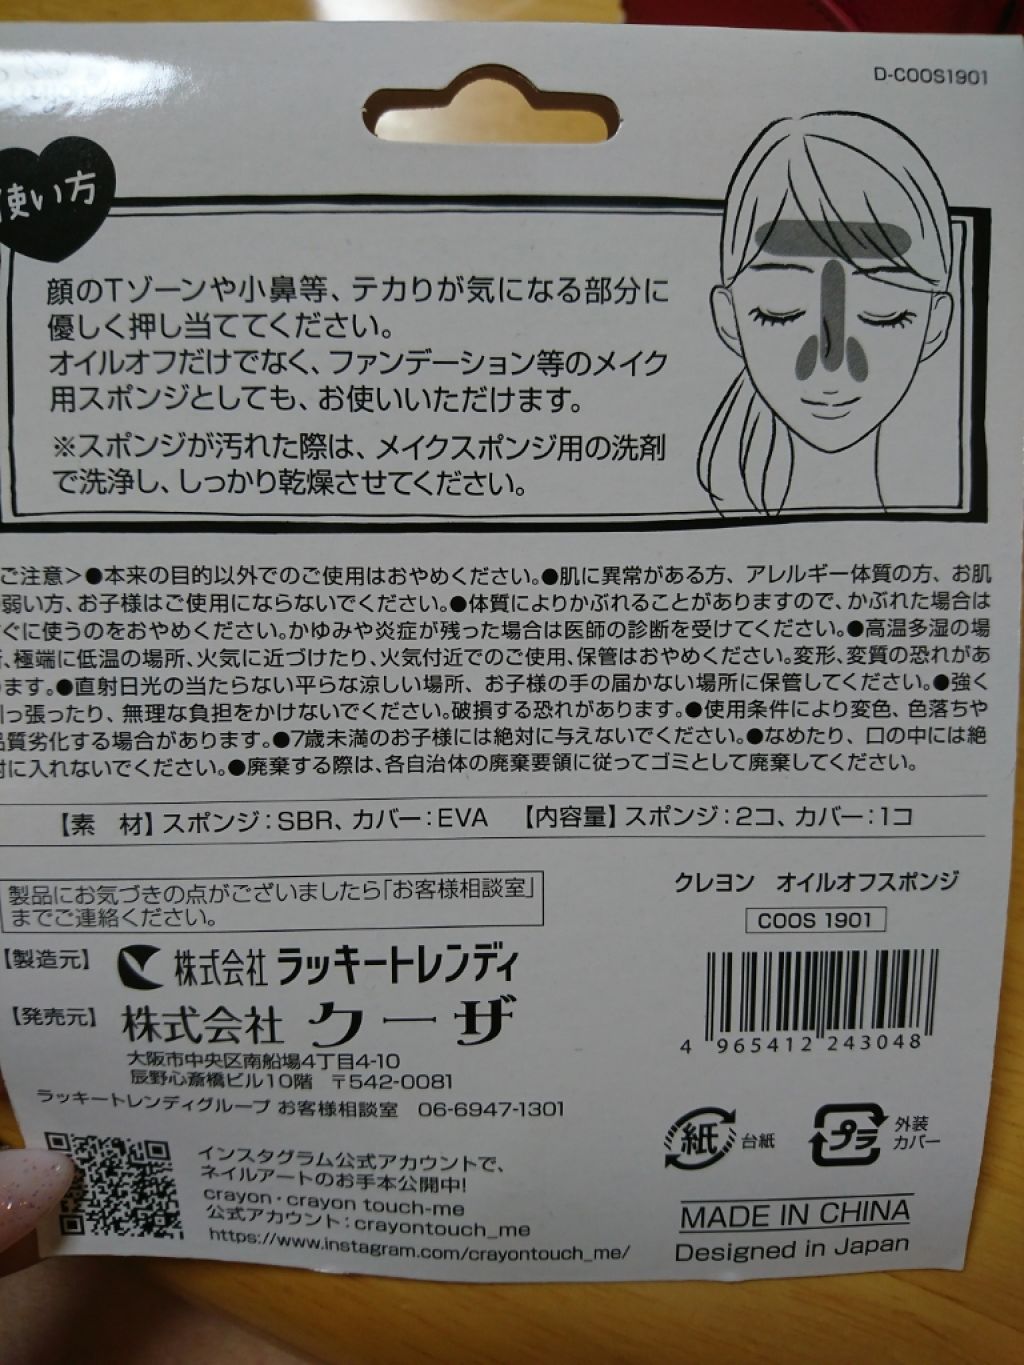 D-COOS1901
使い方
顔のTゾーンや小鼻等、テカりが気になる部分に
優しく押し当ててください。
オイルオフだけでなく、ファンデーション等のメイク
用スポンジとしても、お使いいただけます。
※スポンジが汚れた際は、メイクスポンジ用の洗剤
で洗浄し、しっかり乾燥させてください。
ご注意>●本来の目的以外でのご使用はおやめください。●肌に異常がある方、アレルギー体質の方、お肌
弱い方、お子様はご使用にならないでください。●体質によりかぶれることがありますので、かぶれた場合は
ぐに使うのをおやめください。かゆみや炎症が残った場合は医師の診断を受けてください。●高温多湿の場
、極端に低温の場所、火気に近づけたり、火気付近でのご使用、保管はおやめください。変形、変質の恐れがあ
ます。●直射日光の当たらない平らな涼しい場所、お子様の手の届かない場所に保管してください。●強く
っ張ったり、無理な負担をかけないでください。破損する恐れがあります。●使用条件により変色、色落ちや
品質劣化する場合があります。●7歳未満のお子様には絶対に与えないでください。●なめたり、口の中には絶
対に入れないでください。●廃棄する際は、各自治体の廃棄要領に従ってゴミとして廃棄してください。
【素 材】スポンジ:SBR、カバー:EVA 【内容量】スポンジ:2コ、カバー:1コ
製品にお気づきの点がございましたら「お客様相談室」
までご連絡ください。
クレヨン オイルオフスポンジ
COOS 1901
【製造元】 株式会社 ラッキートレンディ
【発売元】 株式会社 クーザ
大阪市中央区南船場4丁目4-10
辰野心斎橋ビル10階 〒542-0081
ラッキートレンディグループ お客様相談室 06-6947-1301
4 965412 243048
紙 台紙
プラ 外装
カバー
インスタグラム公式アカウントで、
ネイルアートのお手本公開中!
crayon・crayon touch-me
公式アカウント:crayontouch_me
https://www.instagram.com/crayontouch_me/
MADE IN CHINA
Designed in Japan